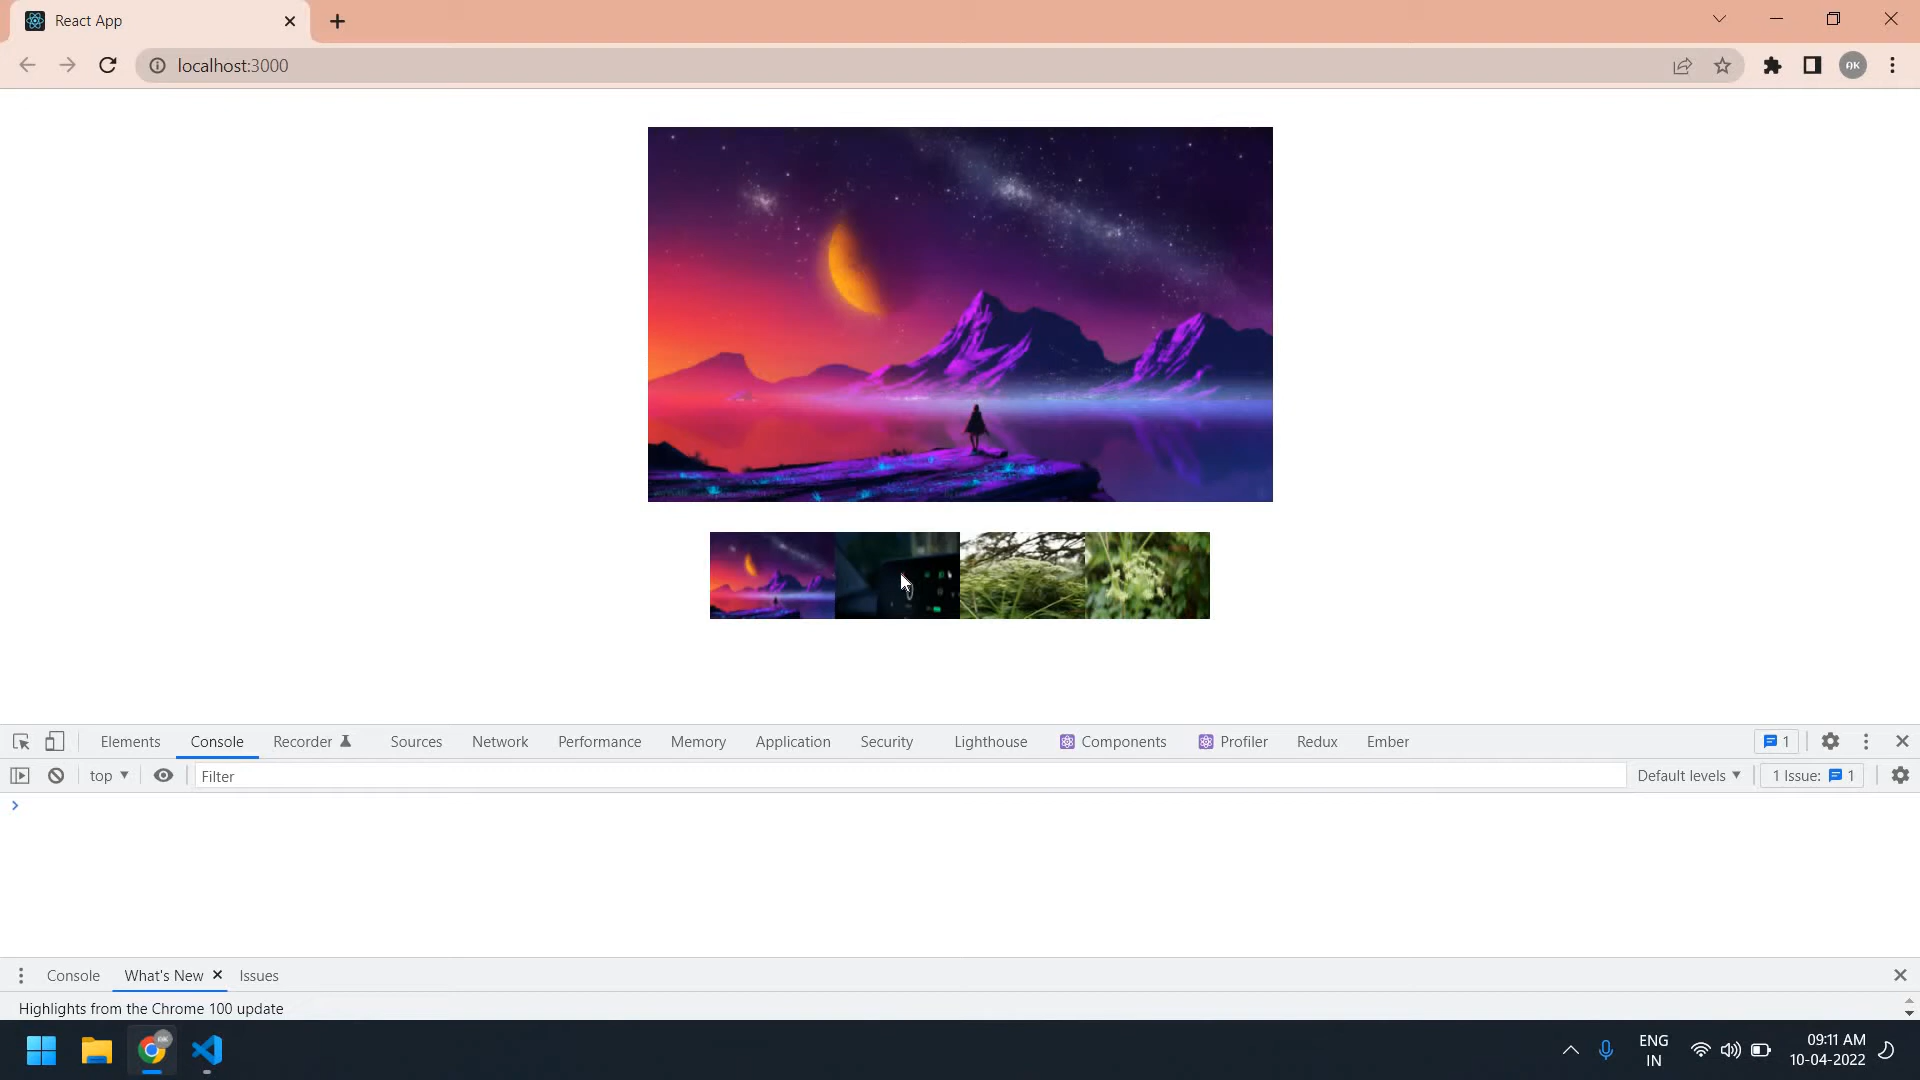 React App
localhost:3000
AK
Elements Console Recorder Sources Network Performance Memory Application Security Lighthouse Components Profiler Redux Ember 1
top Filter Default levels 1 Issue: 1
Console What's New Issues
Highlights from the Chrome 100 update
ENG 09:11 AM
IN 10-04-2022